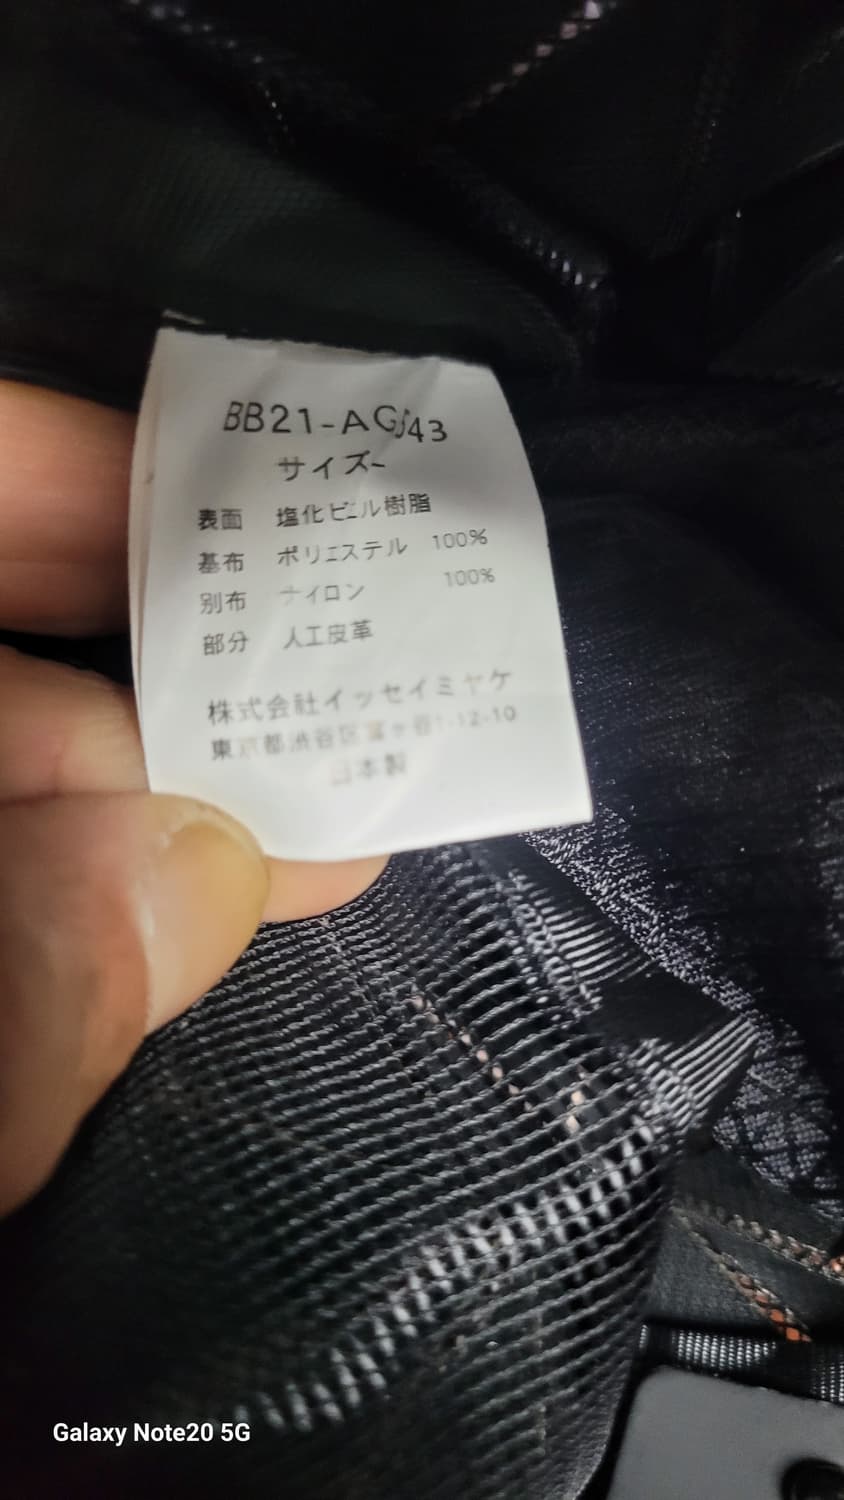 BB21-AG543
サイズ-
表面 塩化ビニル樹脂
基布 ポリエステル 100%
別布 ナイロン 100%
部分 人工皮革
株式会社イッセイミヤケ
東京都渋谷区富ヶ谷1-12-10
日本製
Galaxy Note20 5G